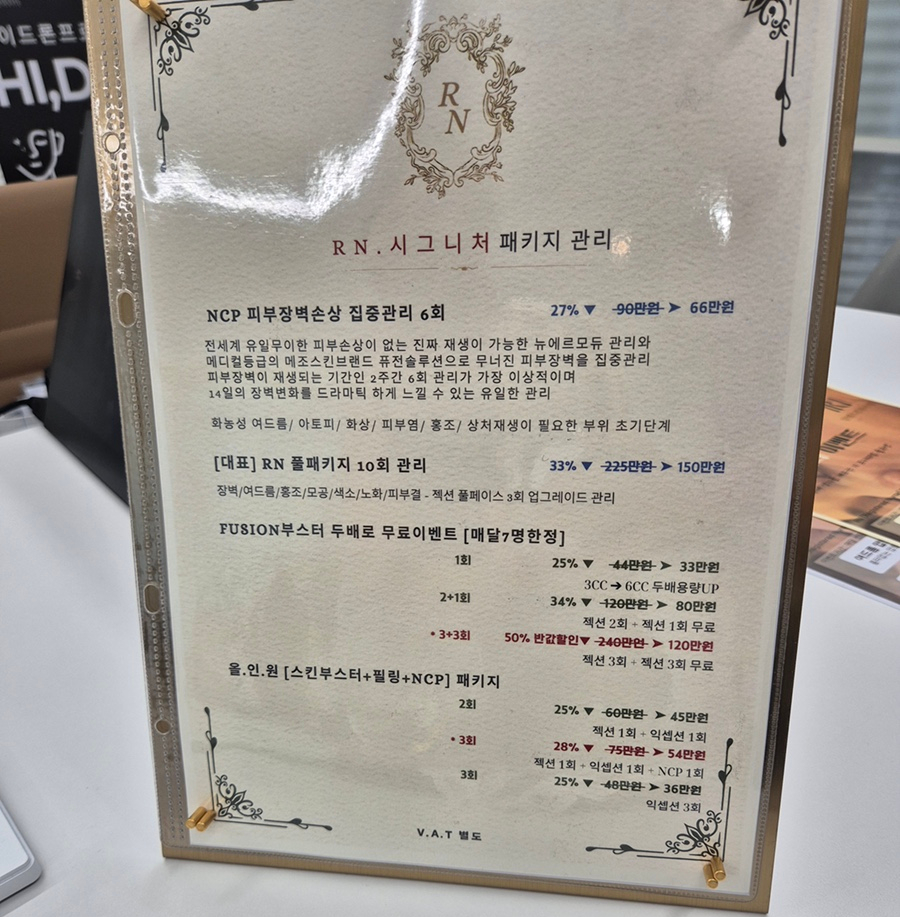 이드론프
HI,D
R
N
RN.시그니처 패키지 관리
NCP 피부장벽손상 집중관리 6회 27% ▼ 90만원 ➤ 66만원
전세계 유일무이한 피부손상이 없는 진짜 재생이 가능한 뉴에르모듀 관리와
메디컬등급의 메조스킨브랜드 퓨전솔루션으로 무너진 피부장벽을 집중관리
피부장벽이 재생되는 기간인 2주간 6회 관리가 가장 이상적이며
14일의 장벽변화를 드라마틱 하게 느낄 수 있는 유일한 관리
화농성 여드름/ 아토피/ 화상/ 피부염/ 홍조/ 상처재생이 필요한 부위 초기단계
[대표] RN 풀패키지 10회 관리 33% ▼ 225만원 ➤ 150만원
장벽/여드름/홍조/모공/색소/노화/피부결 - 젝션 풀페이스 3회 업그레이드 관리
FUSION부스터 두배로 무료이벤트 [매달7명한정]
1회 25% ▼ 44만원 ➤ 33만원
3CC ➔ 6CC 두배용량UP
2+1회 34% ▼ 120만원 ➤ 80만원
젝션 2회 + 젝션 1회 무료
* 3+3회 50% 반값할인▼ 240만원 ➤ 120만원
젝션 3회 + 젝션 3회 무료
올.인.원 [스킨부스터+필링+NCP] 패키지
2회 25% ▼ 60만원 ➤ 45만원
젝션 1회 + 익셉션 1회
* 3회 28% ▼ 75만원 ➤ 54만원
젝션 1회 + 익셉션 1회 + NCP 1회
3회 25% ▼ 48만원 ➤ 36만원
익셉션 3회
V.A.T 별도
이벤트